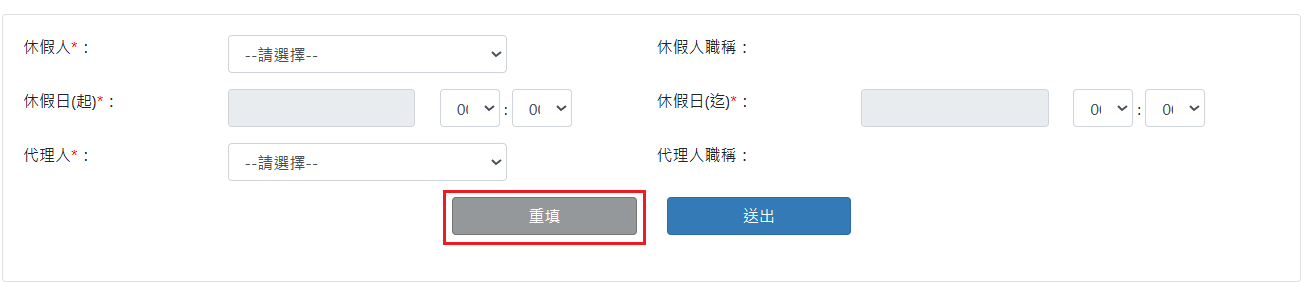 休假人*： --請選擇-- 休假人職稱：
休假日(起)*： : 休假日(迄)*： :
代理人*： --請選擇-- 代理人職稱：
重填 送出